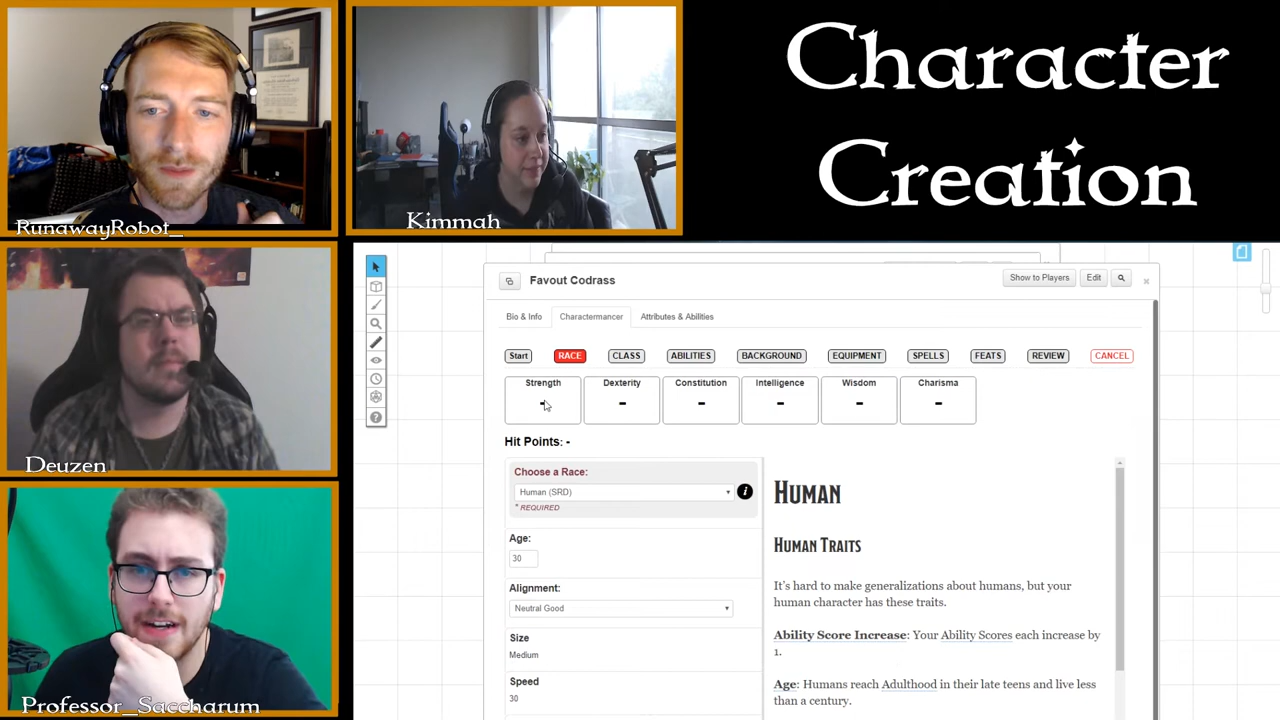 Character
Creation
RunawayRobot_
Kimmah
Deuzen
Professor_Saccharum
Favout Codrass
Show to Players
Edit
Bio & Info
Charactermancer
Attributes & Abilities
Start
RACE
CLASS
ABILITIES
BACKGROUND
EQUIPMENT
SPELLS
FEATS
REVIEW
CANCEL
Strength
-
Dexterity
-
Constitution
-
Intelligence
-
Wisdom
-
Charisma
-
Hit Points: -
Choose a Race:
Human (SRD)
* REQUIRED
Age:
30
Alignment:
Neutral Good
Size
Medium
Speed
30
HUMAN
HUMAN TRAITS
It's hard to make generalizations about humans, but your
human character has these traits.
Ability Score Increase: Your Ability Scores each increase by
1.
Age: Humans reach Adulthood in their late teens and live less
than a century.